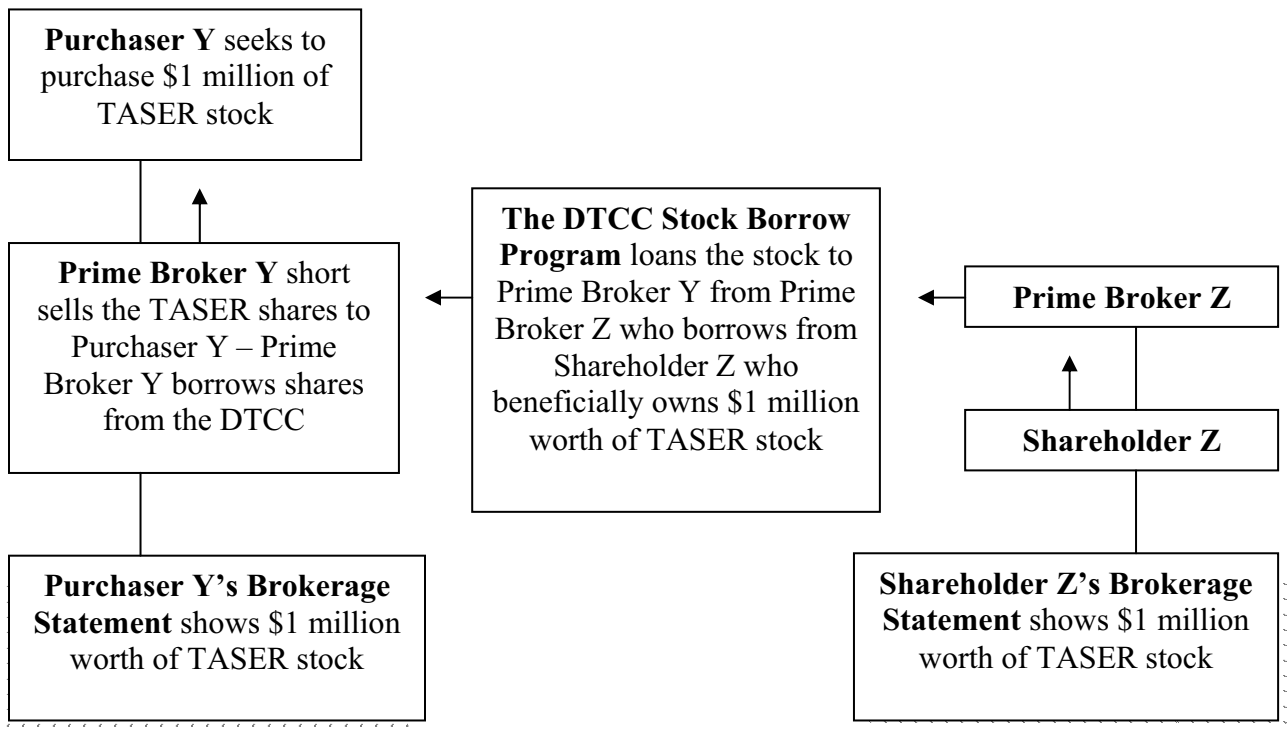 Purchaser Y seeks to
purchase $1 million of
TASER stock
Prime Broker Y short
sells the TASER shares to
Purchaser Y – Prime
Broker Y borrows shares
from the DTCC
The DTCC Stock Borrow
Program loans the stock to
Prime Broker Y from Prime
Broker Z who borrows from
Shareholder Z who
beneficially owns $1 million
worth of TASER stock
Prime Broker Z
Shareholder Z
Purchaser Y’s Brokerage
Statement shows $1 million
worth of TASER stock
Shareholder Z’s Brokerage
Statement shows $1 million
worth of TASER stock